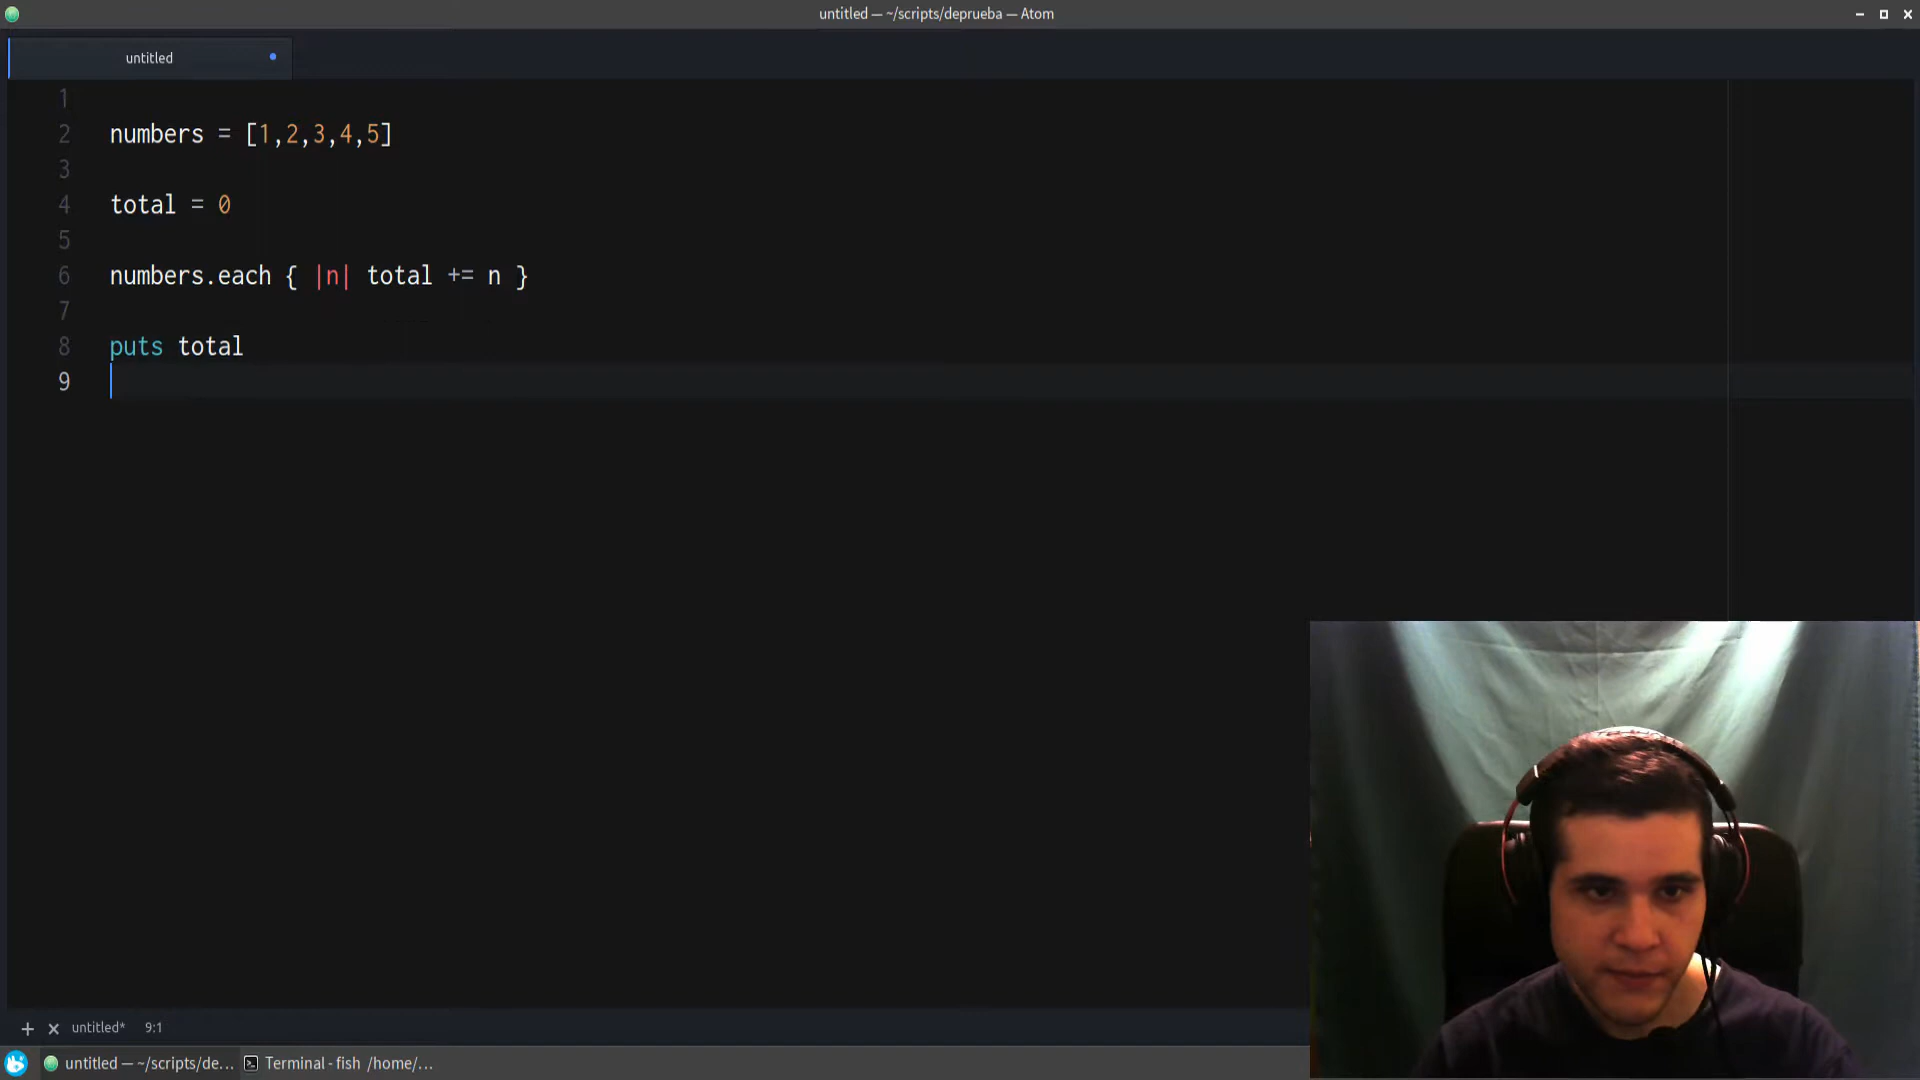 untitled — ~/scripts/deprueba — Atom
untitled
1
2 numbers = [1,2,3,4,5]
3
4 total = 0
5
6 numbers.each { |n| total += n }
7
8 puts total
9
untitled* 9:1
untitled — ~/scripts/de... Terminal - fish /home/...